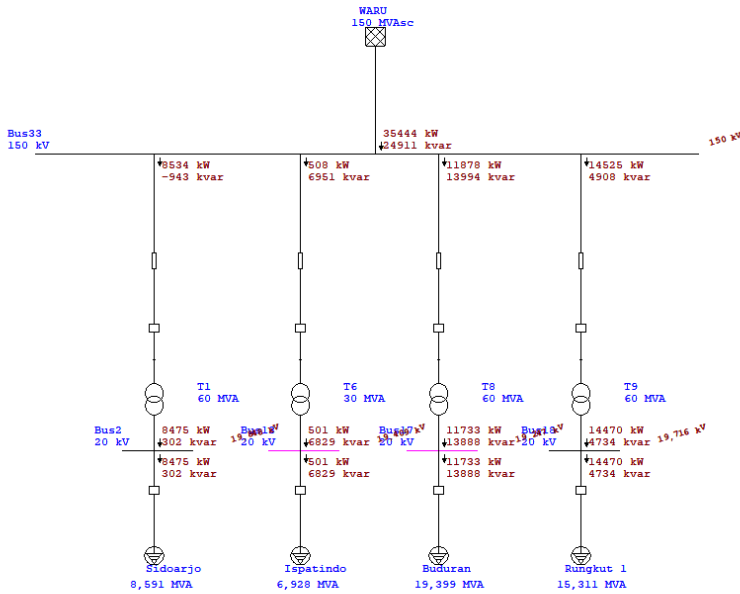 WARU
150 MVAsc
35444 kW
24911 kvar
Bus33
150 kV
150 kV
8534 kW
-943 kvar
508 kW
6951 kvar
11878 kW
13994 kvar
14525 kW
4908 kvar
T1
60 MVA
T6
30 MVA
T8
60 MVA
T9
60 MVA
Bus2
20 kV
8475 kW
302 kvar
20 kV
501 kW
6829 kvar
20 kV
11733 kW
13888 kvar
Bus18
20 kV
14470 kW
4734 kvar
19,716 kV
8475 kW
302 kvar
501 kW
6829 kvar
11733 kW
13888 kvar
14470 kW
4734 kvar
Sidoarjo
8,591 MVA
Ispatindo
6,928 MVA
Buduran
19,399 MVA
Rungkut 1
15,311 MVA